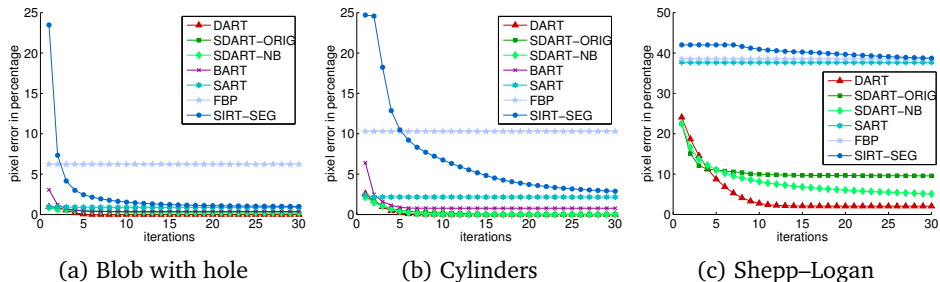 25
20
15
10
5
0
0 5 10 15 20 25 30
pixel error in percentage
iterations
DART
SDART−ORIG
SDART−NB
BART
SART
FBP
SIRT−SEG
(a) Blob with hole
25
20
15
10
5
0
0 5 10 15 20 25 30
pixel error in percentage
iterations
DART
SDART−ORIG
SDART−NB
BART
SART
FBP
SIRT−SEG
(b) Cylinders
50
40
30
20
10
0
0 5 10 15 20 25 30
pixel error in percentage
iterations
DART
SDART−ORIG
SDART−NB
SART
FBP
SIRT−SEG
(c) Shepp–Logan